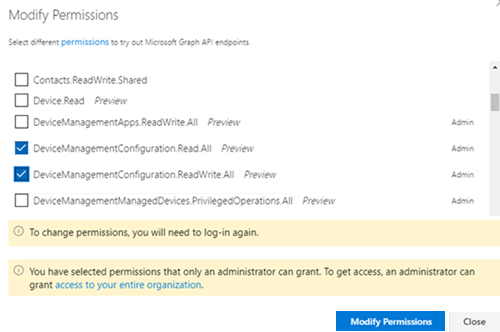 Modify Permissions
Select different permissions to try out Microsoft Graph API endpoints.
Contacts.ReadWrite.Shared
Device.Read Preview
DeviceManagementApps.ReadWrite.All Preview Admin
DeviceManagementConfiguration.Read.All Preview Admin
DeviceManagementConfiguration.ReadWrite.All Preview Admin
DeviceManagementManagedDevices.PrivilegedOperations.All Preview Admin
To change permissions, you will need to log-in again.
You have selected permissions that only an administrator can grant. To get access, an administrator can
grant access to your entire organization.
Modify Permissions Close